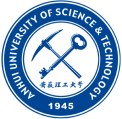 ANHUI UNIVERSITY OF SCIENCE & TECHNOLOGY
安徽理工大学
1945